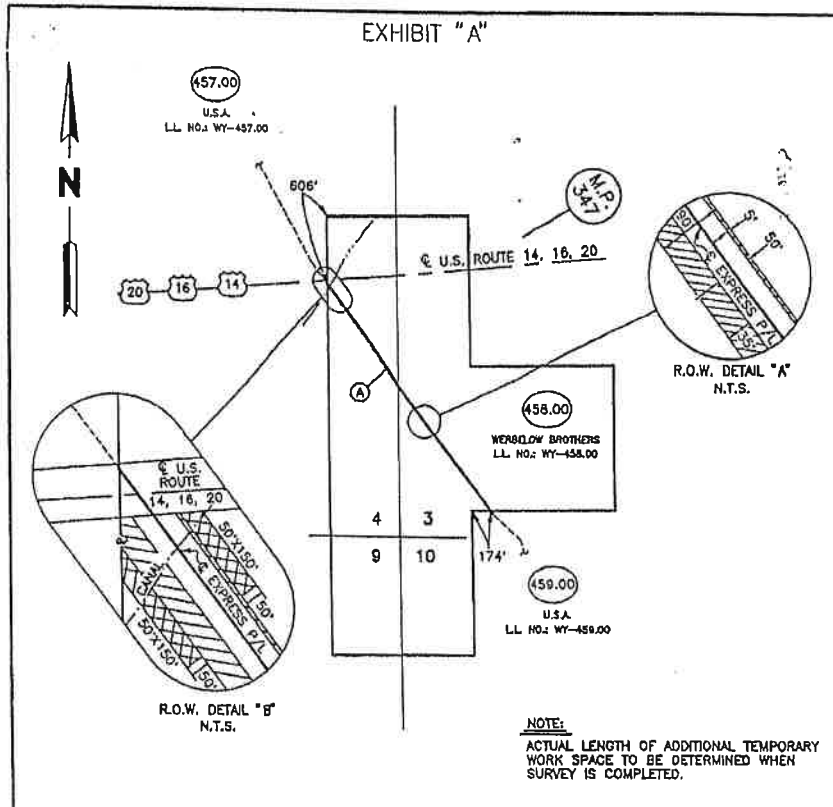 EXHIBIT "A"
457.00
U.S.A.
L.L. NO.: WY-457.00
N
606'
M.P.
347
℄ U.S. ROUTE 14, 16, 20
20
16
14
90'
5'
50'
℄ EXPRESS P/L
35'
R.O.W. DETAIL "A"
N.T.S.
A
458.00
WERBELOW BROTHERS
L.L. NO.: WY-458.00
℄ U.S.
ROUTE
14, 16, 20
50'X150'
50'
CANAL
℄ EXPRESS P/L
50'X150'
50'
R.O.W. DETAIL "B"
N.T.S.
4
3
9
10
174'
459.00
U.S.A.
L.L. NO.: WY-459.00
NOTE:
ACTUAL LENGTH OF ADDITIONAL TEMPORARY
WORK SPACE TO BE DETERMINED WHEN
SURVEY IS COMPLETED.